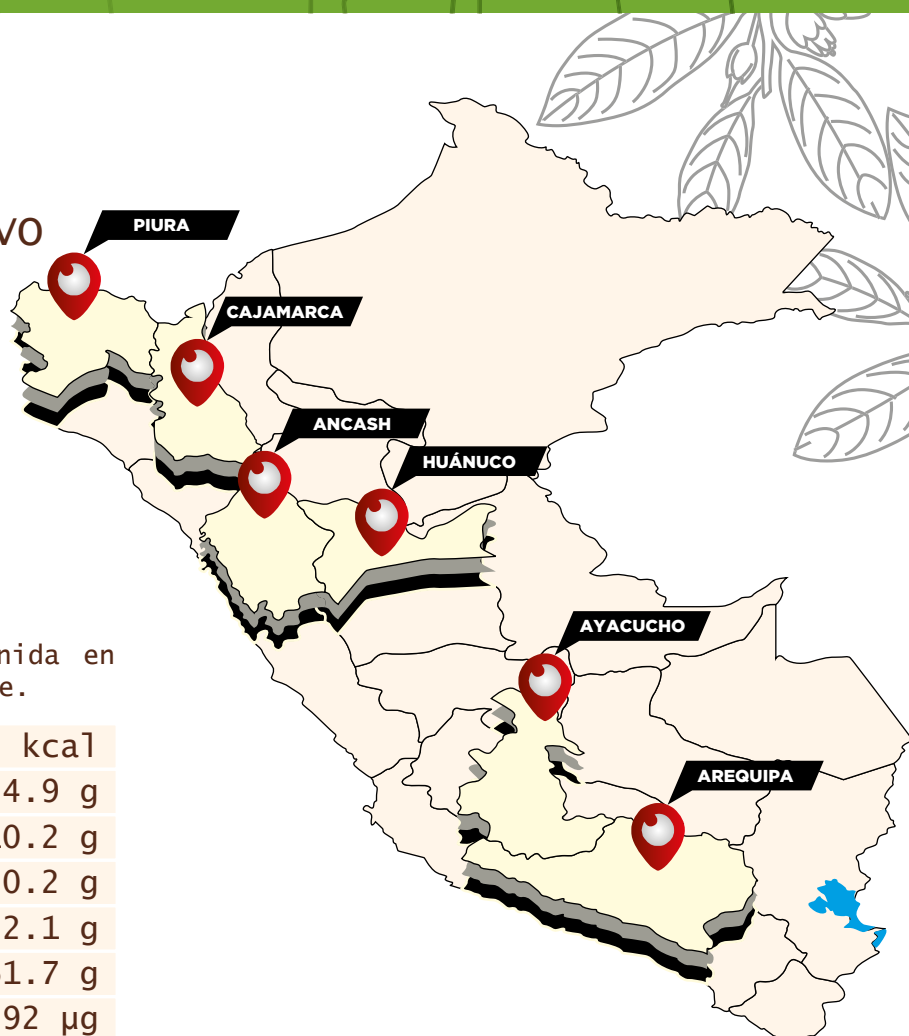 VO
PIURA
CAJAMARCA
ANCASH
HUÁNUCO
AYACUCHO
nida en
e.
AREQUIPA
kcal
4.9 g
0.2 g
0.2 g
2.1 g
1.7 g
92 µg